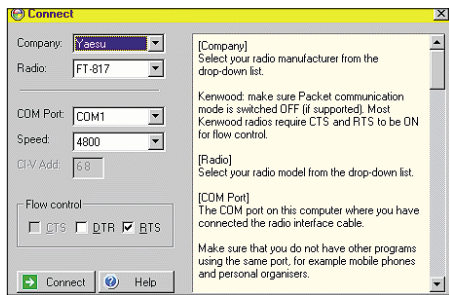 Connect
Company: Yaesu
Radio: FT-817
COM Port: COM1
Speed: 4800
CI-V Add: 68
Flow control
CTS DTR RTS
Connect Help
[Company]
Select your radio manufacturer from the
drop-down list.
Kenwood: make sure Packet communication
mode is switched OFF (if supported). Most
Kenwood radios require CTS and RTS to be ON
for flow control.
[Radio]
Select your radio model from the drop-down list.
[COM Port]
The COM port on this computer where you have
connected the radio interface cable.
Make sure that you do not have other programs
using the same port, for example mobile phones
and personal organisers.